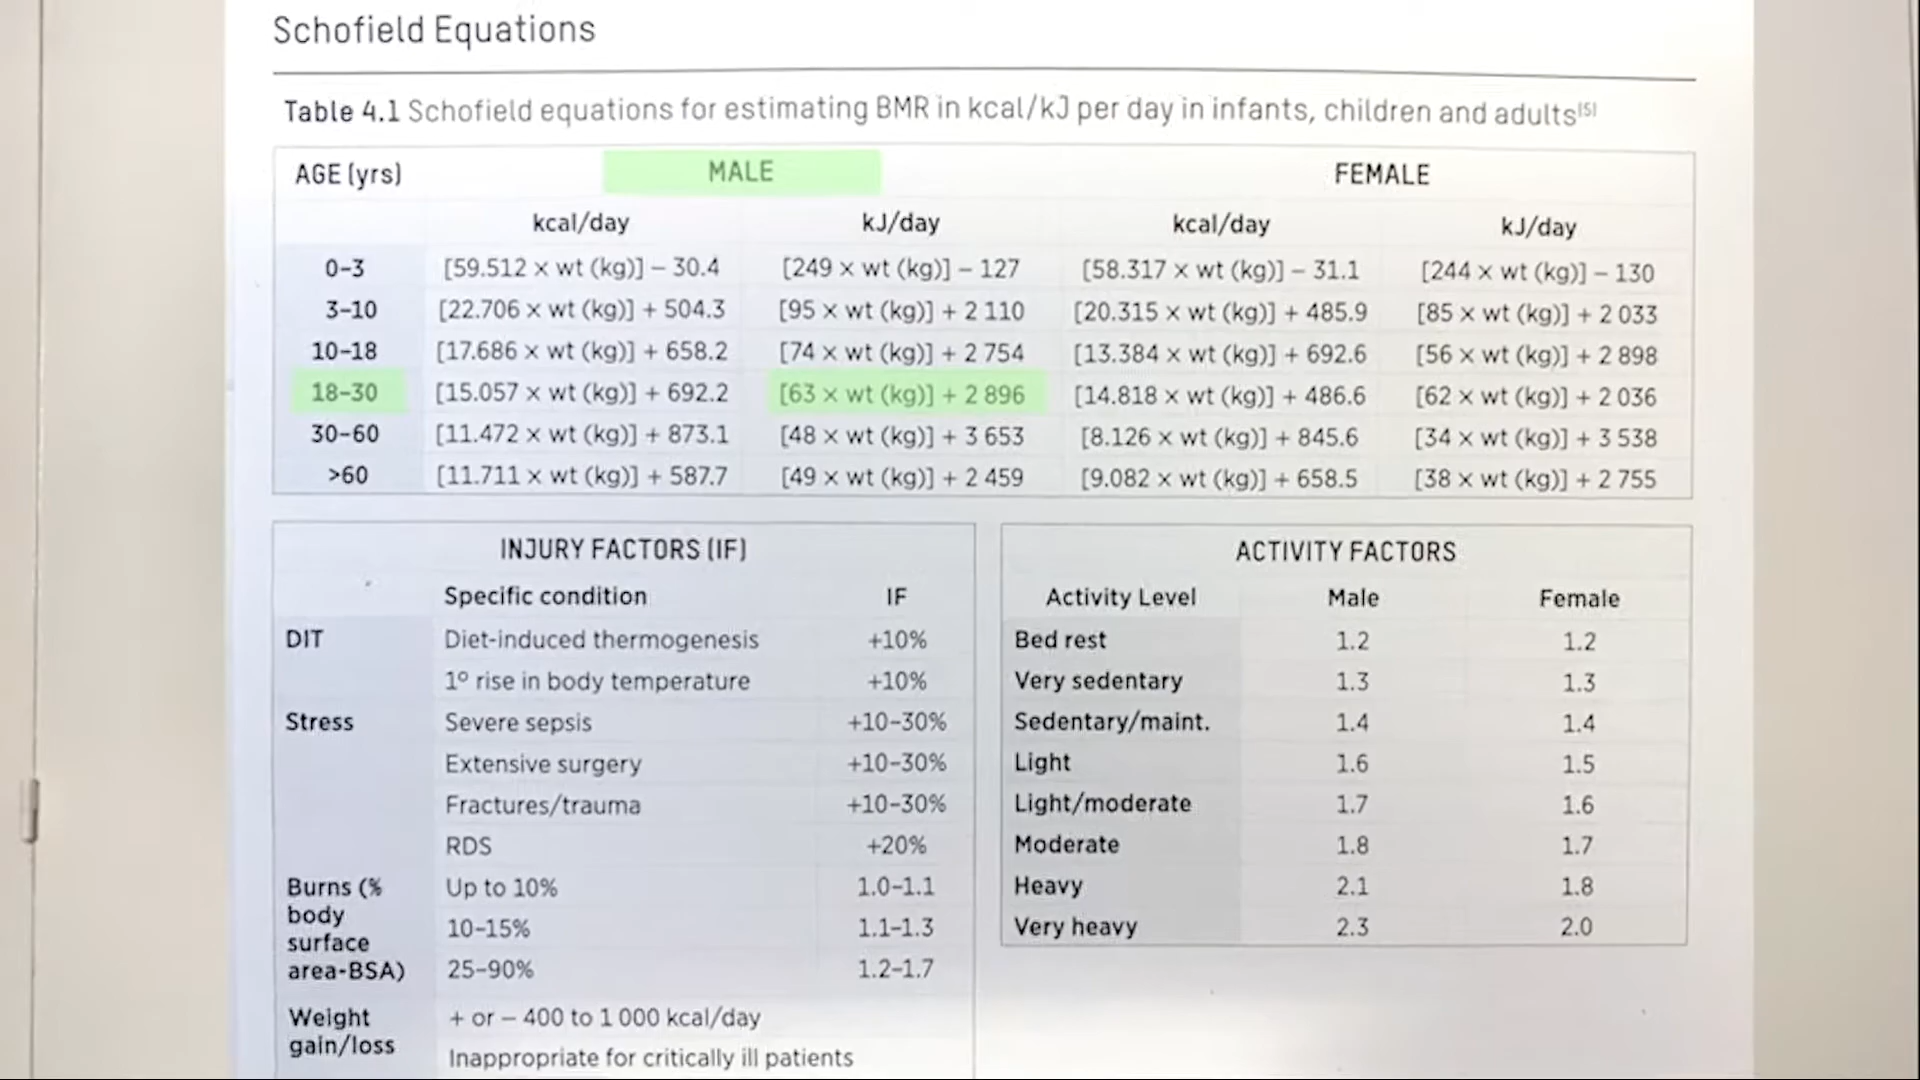 Schofield Equations
Table 4.1 Schofield equations for estimating BMR in kcal/kJ per day in infants, children and adults[5]
AGE (yrs) MALE FEMALE
kcal/day kJ/day kcal/day kJ/day
0–3 [59.512 × wt (kg)] – 30.4 [249 × wt (kg)] – 127 [58.317 × wt (kg)] – 31.1 [244 × wt (kg)] – 130
3–10 [22.706 × wt (kg)] + 504.3 [95 × wt (kg)] + 2 110 [20.315 × wt (kg)] + 485.9 [85 × wt (kg)] + 2 033
10–18 [17.686 × wt (kg)] + 658.2 [74 × wt (kg)] + 2 754 [13.384 × wt (kg)] + 692.6 [56 × wt (kg)] + 2 898
18–30 [15.057 × wt (kg)] + 692.2 [63 × wt (kg)] + 2 896 [14.818 × wt (kg)] + 486.6 [62 × wt (kg)] + 2 036
30–60 [11.472 × wt (kg)] + 873.1 [48 × wt (kg)] + 3 653 [8.126 × wt (kg)] + 845.6 [34 × wt (kg)] + 3 538
>60 [11.711 × wt (kg)] + 587.7 [49 × wt (kg)] + 2 459 [9.082 × wt (kg)] + 658.5 [38 × wt (kg)] + 2 755
INJURY FACTORS (IF)
Specific condition IF
DIT Diet-induced thermogenesis +10%
1° rise in body temperature +10%
Stress Severe sepsis +10–30%
Extensive surgery +10–30%
Fractures/trauma +10–30%
RDS +20%
Burns (% Up to 10% 1.0–1.1
body
surface 10–15% 1.1–1.3
area-BSA) 25–90% 1.2–1.7
Weight + or – 400 to 1 000 kcal/day
gain/loss Inappropriate for critically ill patients
ACTIVITY FACTORS
Activity Level Male Female
Bed rest 1.2 1.2
Very sedentary 1.3 1.3
Sedentary/maint. 1.4 1.4
Light 1.6 1.5
Light/moderate 1.7 1.6
Moderate 1.8 1.7
Heavy 2.1 1.8
Very heavy 2.3 2.0